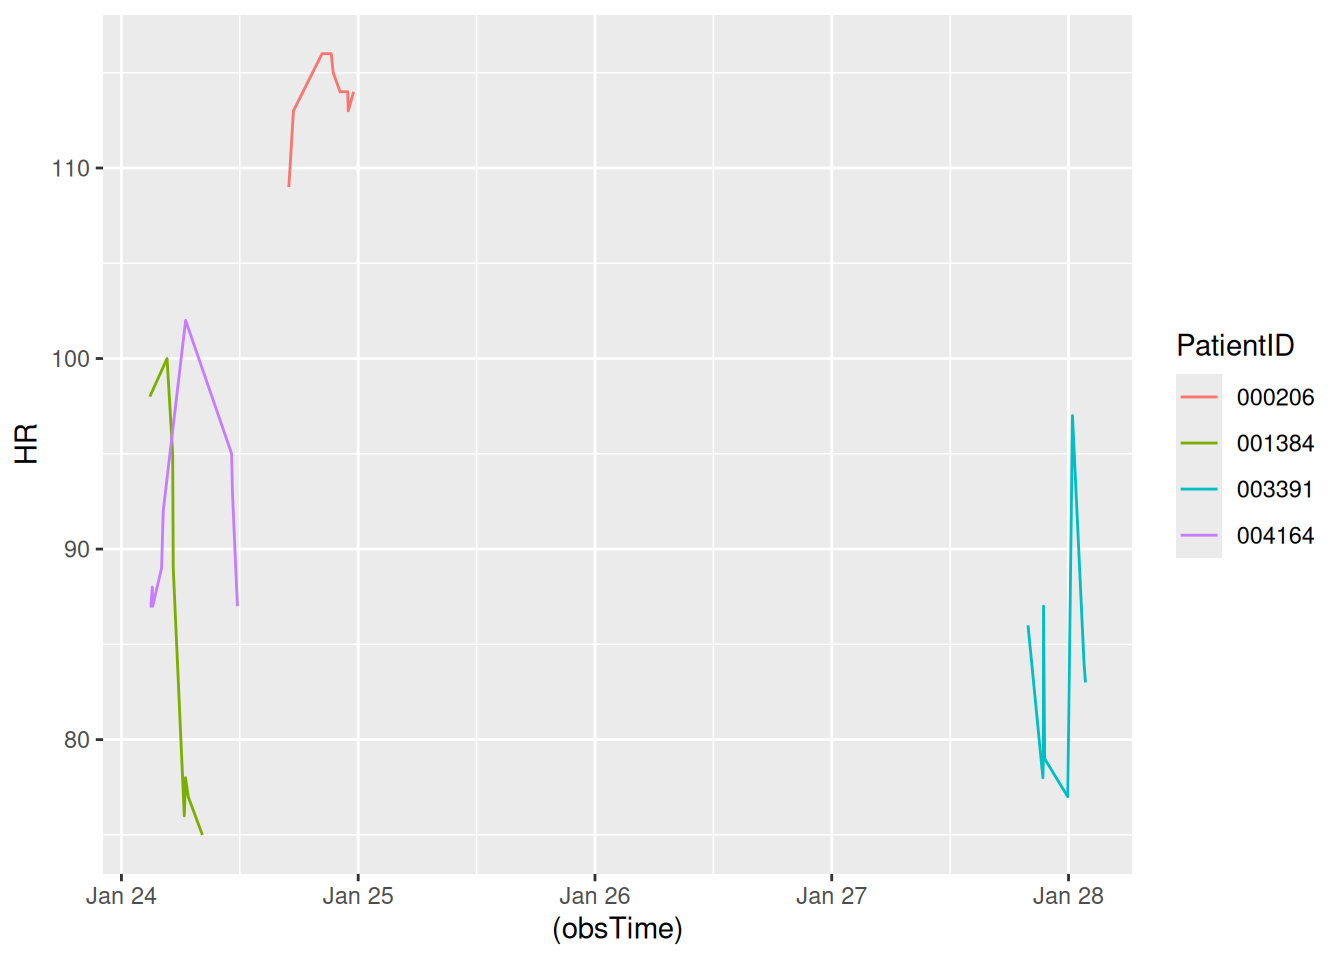 110
100
90
80
HR
Jan 24
Jan 25
Jan 26
Jan 27
Jan 28
(obsTime)
PatientID
000206
001384
003391
004164